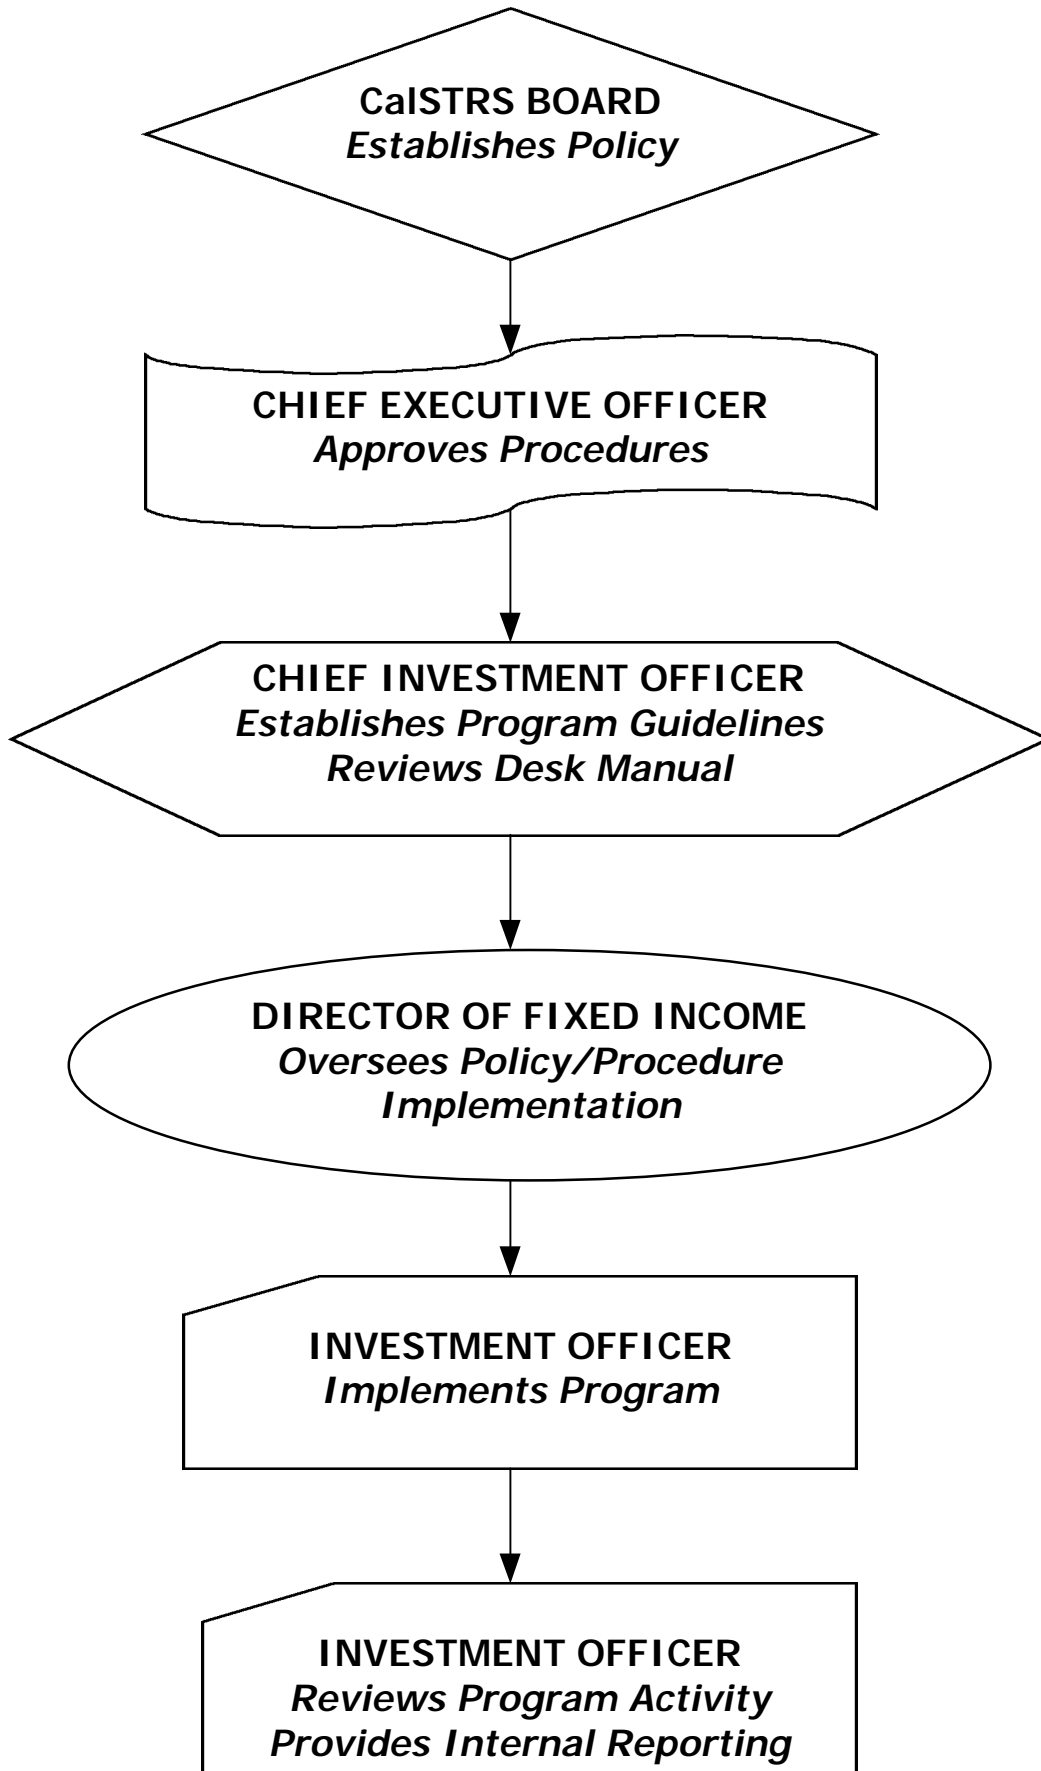 CalSTRS BOARD
Establishes Policy
CHIEF EXECUTIVE OFFICER
Approves Procedures
CHIEF INVESTMENT OFFICER
Establishes Program Guidelines
Reviews Desk Manual
DIRECTOR OF FIXED INCOME
Oversees Policy/Procedure
Implementation
INVESTMENT OFFICER
Implements Program
INVESTMENT OFFICER
Reviews Program Activity
Provides Internal Reporting